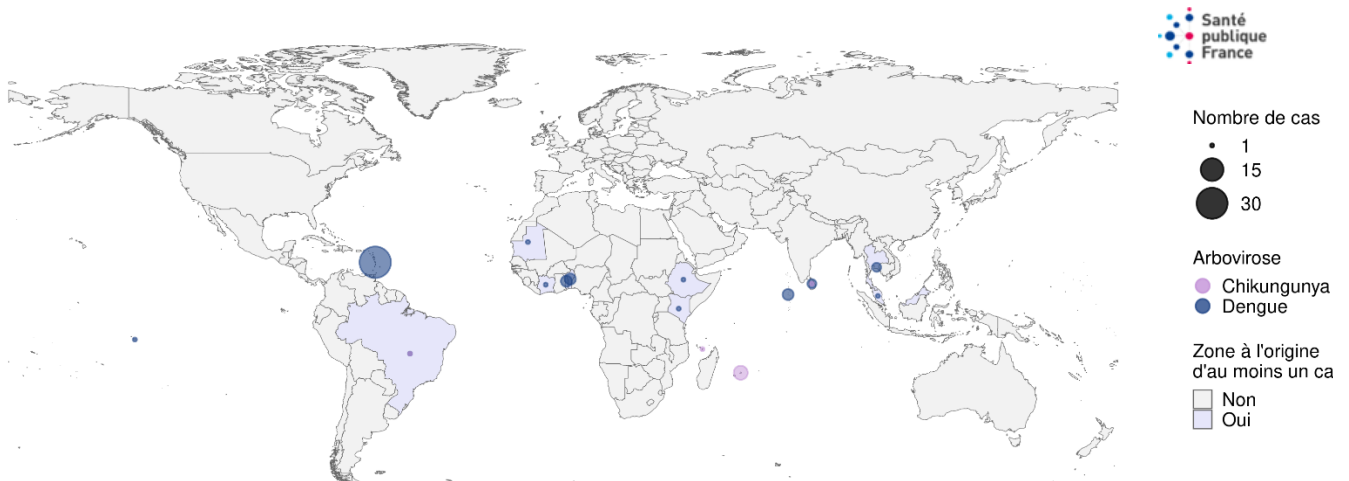 Santé
publique
France
Nombre de cas
1
15
30
Arbovirose
Chikungunya
Dengue
Zone à l'origine
d'au moins un ca
Non
Oui